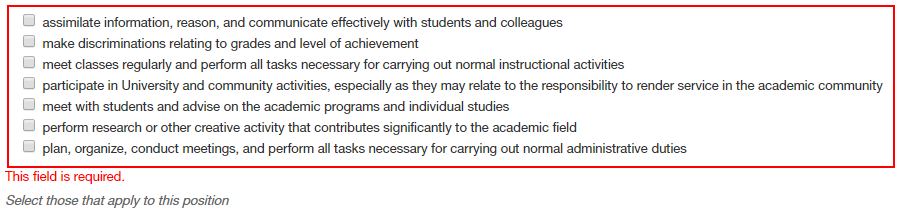 assimilate information, reason, and communicate effectively with students and colleagues
make discriminations relating to grades and level of achievement
meet classes regularly and perform all tasks necessary for carrying out normal instructional activities
participate in University and community activities, especially as they may relate to the responsibility to render service in the academic community
meet with students and advise on the academic programs and individual studies
perform research or other creative activity that contributes significantly to the academic field
plan, organize, conduct meetings, and perform all tasks necessary for carrying out normal administrative duties
This field is required.
Select those that apply to this position